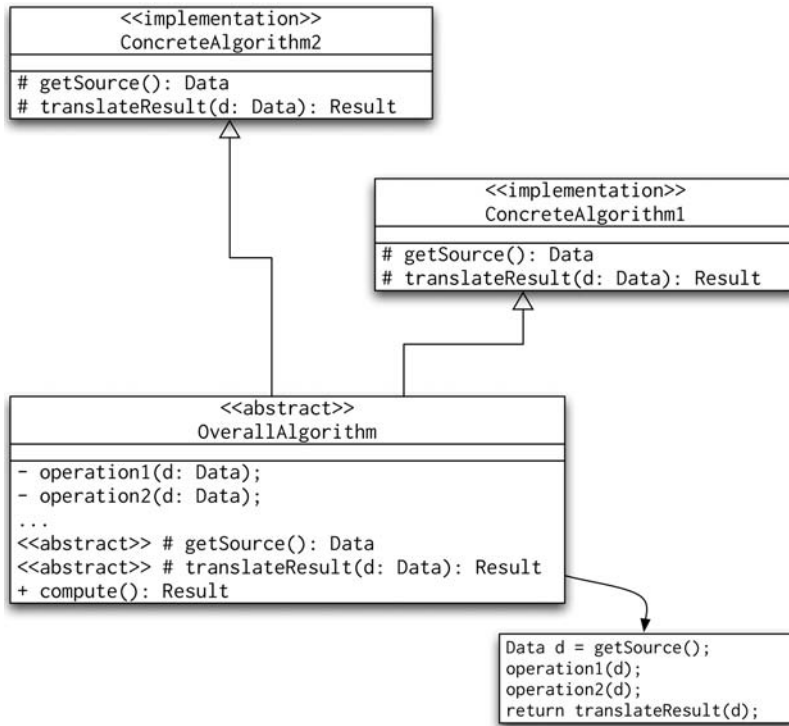 <<implementation>>
ConcreteAlgorithm2
# getSource(): Data
# translateResult(d: Data): Result
<<implementation>>
ConcreteAlgorithm1
# getSource(): Data
# translateResult(d: Data): Result
<<abstract>>
OverallAlgorithm
- operation1(d: Data);
- operation2(d: Data);
...
<<abstract>> # getSource(): Data
<<abstract>> # translateResult(d: Data): Result
+ compute(): Result
Data d = getSource();
operation1(d);
operation2(d);
return translateResult(d);